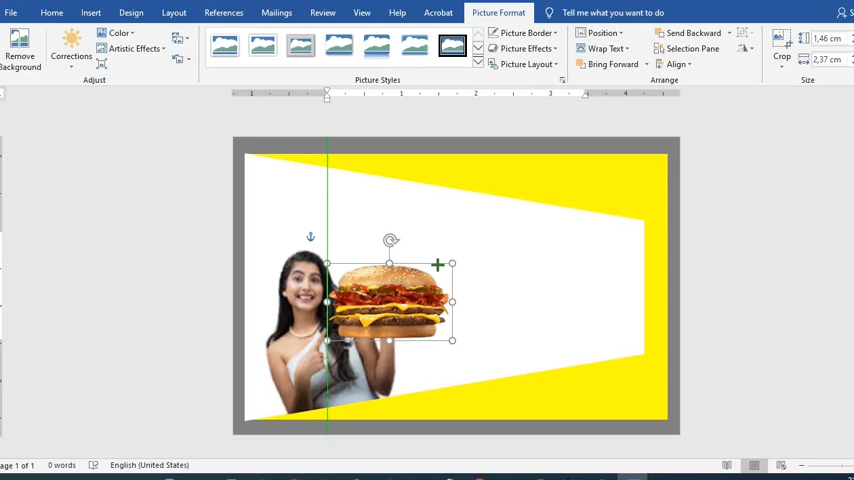 File Home Insert Design Layout References Mailings Review View Help Acrobat Picture Format Tell me what you want to do
Remove Background
Corrections
Color
Artistic Effects
Adjust
Picture Styles
Picture Border
Picture Effects
Picture Layout
Position
Wrap Text
Bring Forward
Send Backward
Selection Pane
Align
Arrange
Crop
1,46 cm
2,37 cm
Size
1 1 2 3 4
age 1 of 1 0 words English (United States)